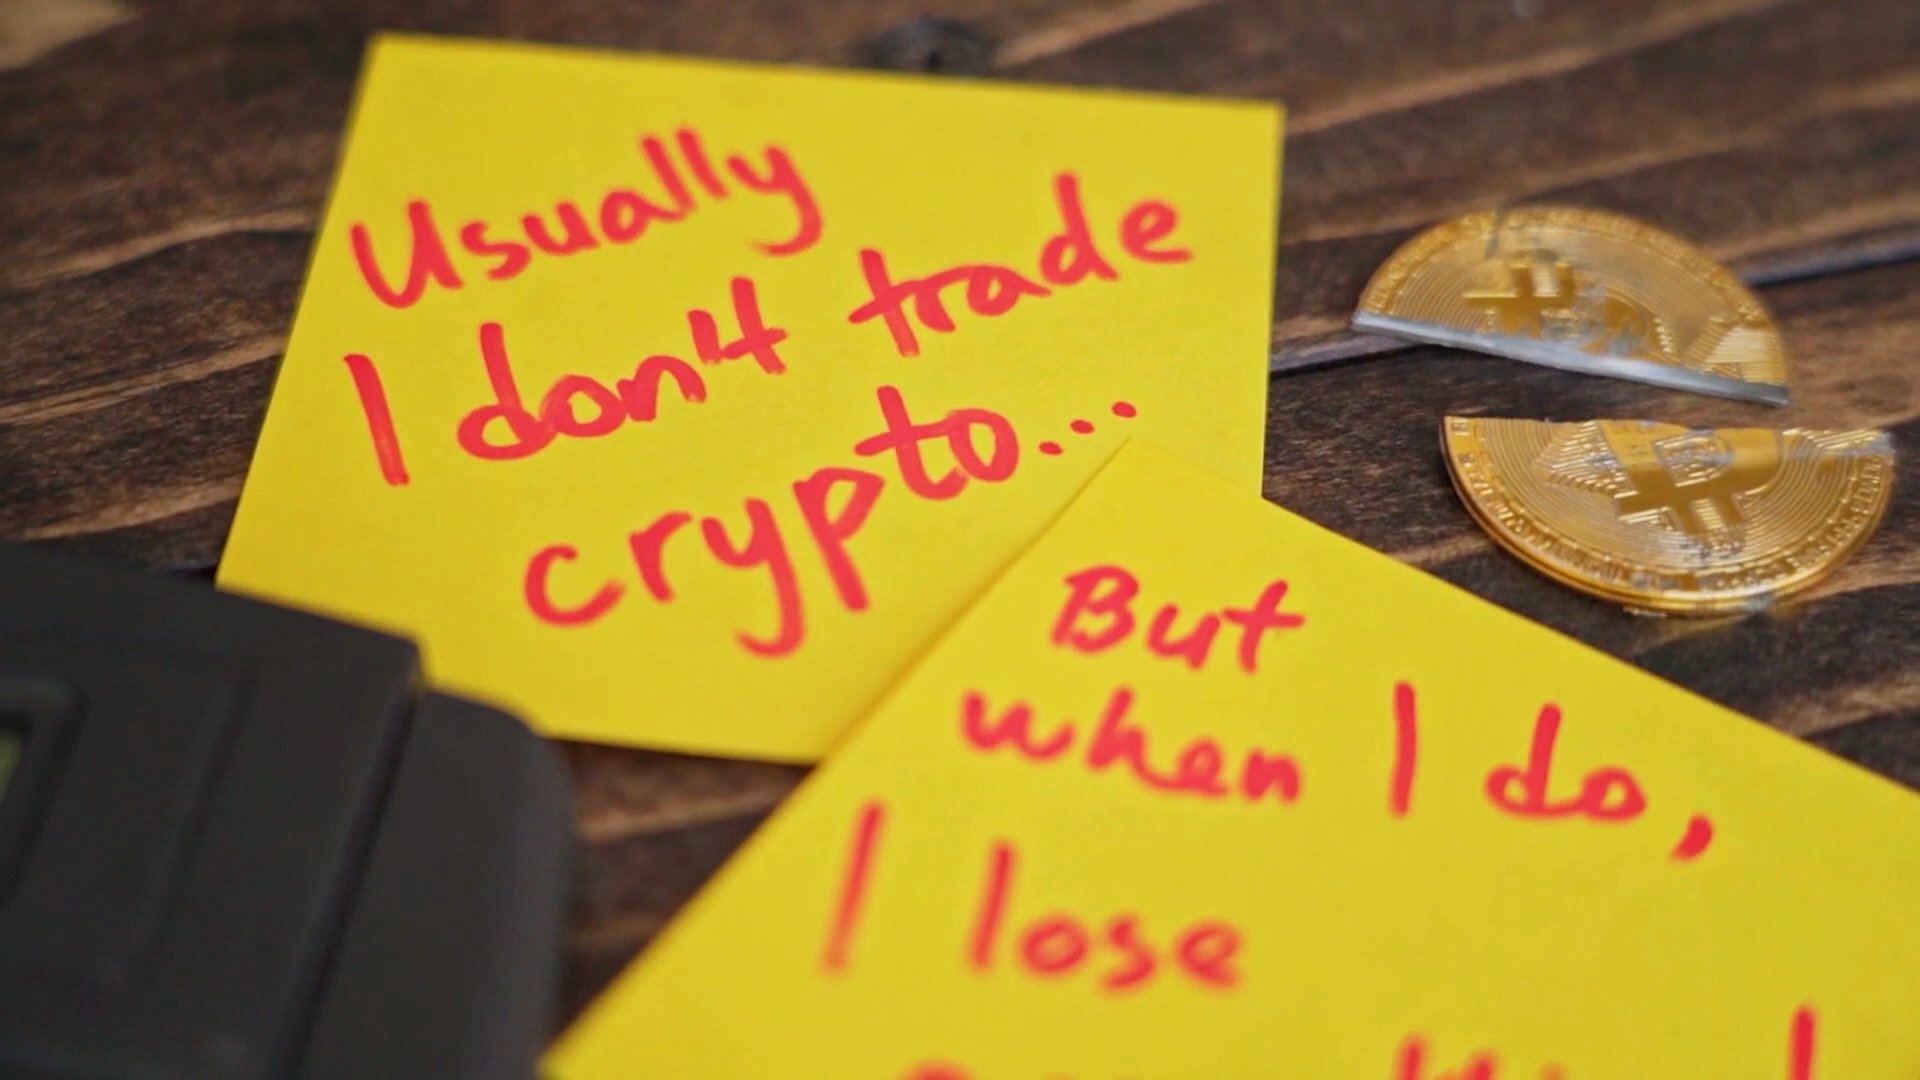 Usually
I don't trade
crypto...
But
when I do,
I lose